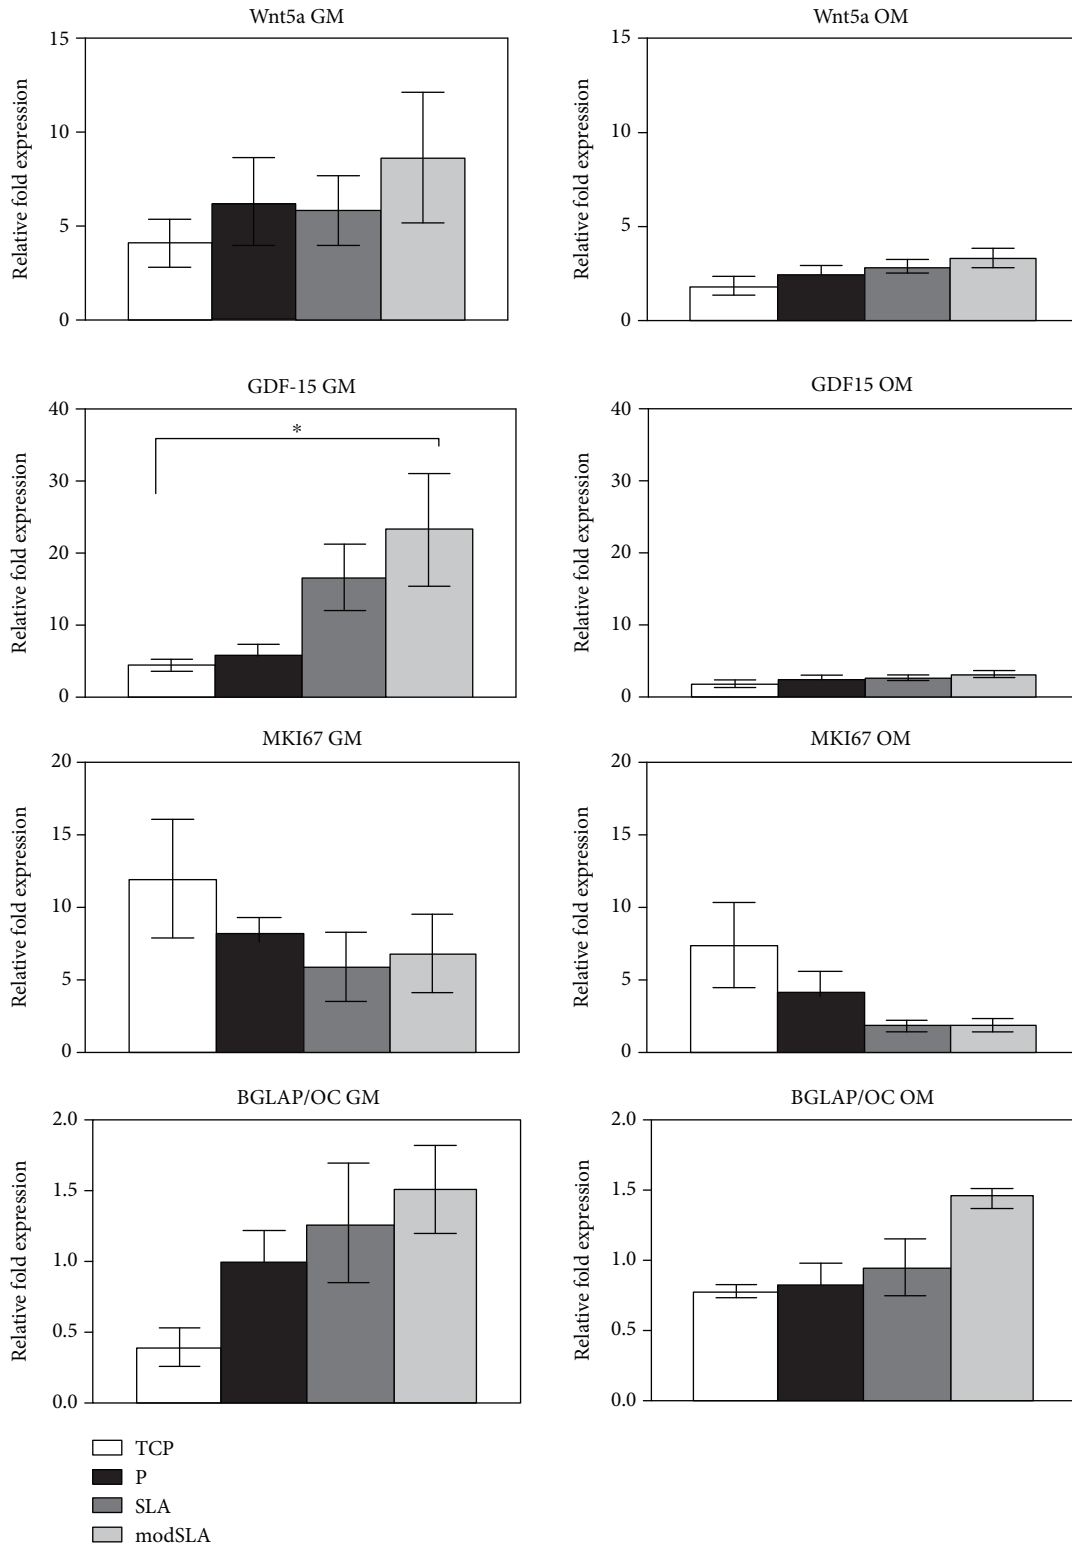 Wnt5a GM
Relative fold expression
15
10
5
0
Wnt5a OM
Relative fold expression
15
10
5
0
GDF-15 GM
Relative fold expression
40
30
20
10
0
*
GDF15 OM
Relative fold expression
40
30
20
10
0
MKI67 GM
Relative fold expression
20
15
10
5
0
MKI67 OM
Relative fold expression
20
15
10
5
0
BGLAP/OC GM
Relative fold expression
2.0
1.5
1.0
0.5
0.0
BGLAP/OC OM
Relative fold expression
2.0
1.5
1.0
0.5
0.0
TCP
P
SLA
modSLA